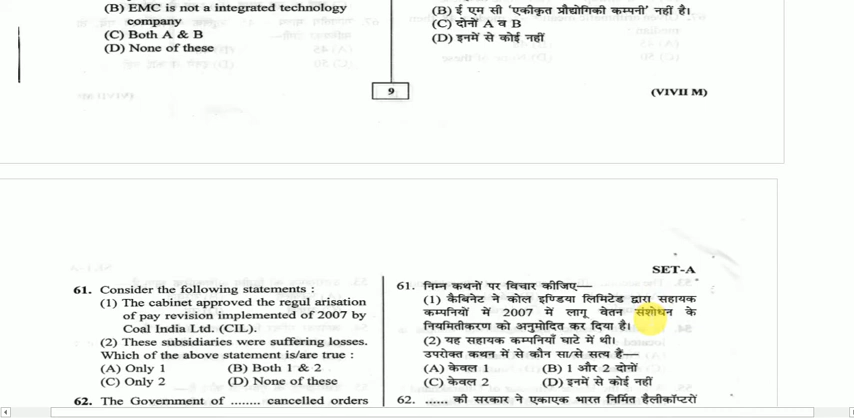 (B) EMC is not a integrated technology
company
(C) Both A & B
(D) None of these
(B) ई एम सी 'एकीकृत प्रौद्योगिकी कम्पनी' नहीं है।
(C) दोनों A व B
(D) इनमें से कोई नहीं
9
(VIVII M)
SET-A
61. Consider the following statements :
(1) The cabinet approved the regul arisation
of pay revision implemented of 2007 by
Coal India Ltd. (CIL).
(2) These subsidiaries were suffering losses.
Which of the above statement is/are true :
(A) Only 1 (B) Both 1 & 2
(C) Only 2 (D) None of these
62. The Government of ........ cancelled orders
61. निम्न कथनों पर विचार कीजिए—
(1) कैबिनेट ने कोल इण्डिया लिमिटेड द्वारा सहायक
कम्पनियों में 2007 में लागू वेतन संशोधन के
नियमितीकरण को अनुमोदित कर दिया है।
(2) यह सहायक कम्पनियाँ घाटे में थी।
उपरोक्त कथन में से कौन सा/से सत्य हैं—
(A) केवल 1 (B) 1 और 2 दोनों
(C) केवल 2 (D) इनमें से कोई नहीं
62. ...... की सरकार ने एकाएक भारत निर्मित हैलीकॉप्टरों